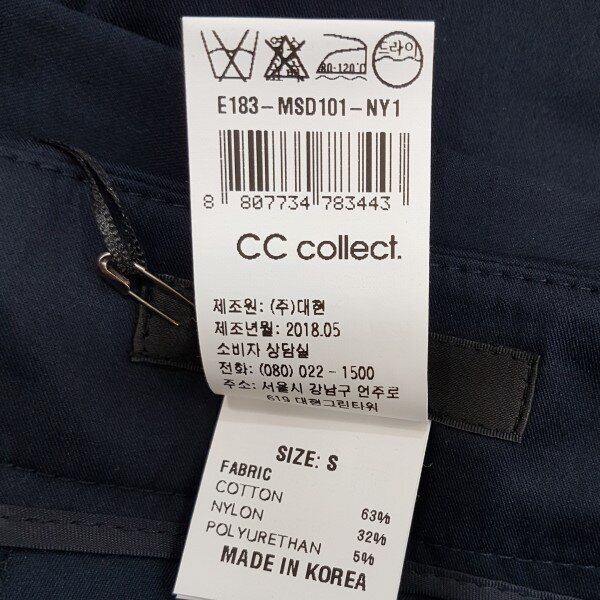 80-120℃
드라이
E183-MSD101-NY1
8 807734 783443
CC collect.
제조원: (주)대현
제조년월: 2018.05
소비자 상담실
전화: (080) 022-1500
주소: 서울시 강남구 언주로
619 대현그린타워
SIZE: S
FABRIC
COTTON 63%
NYLON 32%
POLYURETHAN 5%
MADE IN KOREA